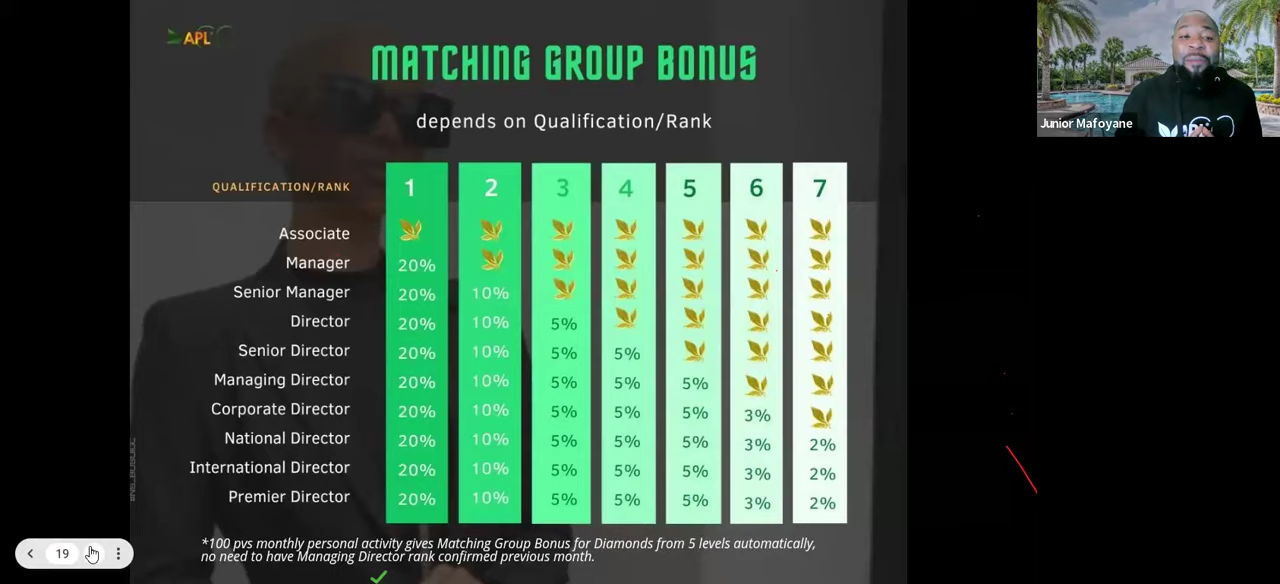 APL
MATCHING GROUP BONUS
depends on Qualification/Rank
Junior Mafoyane
QUALIFICATION/RANK 1 2 3 4 5 6 7
Associate
Manager 20%
Senior Manager 20% 10%
Director 20% 10% 5%
Senior Director 20% 10% 5% 5%
Managing Director 20% 10% 5% 5% 5%
Corporate Director 20% 10% 5% 5% 5% 3%
National Director 20% 10% 5% 5% 5% 3% 2%
International Director 20% 10% 5% 5% 5% 3% 2%
Premier Director 20% 10% 5% 5% 5% 3% 2%
*100 pvs monthly personal activity gives Matching Group Bonus for Diamonds from 5 levels automatically,
no need to have Managing Director rank confirmed previous month.
19